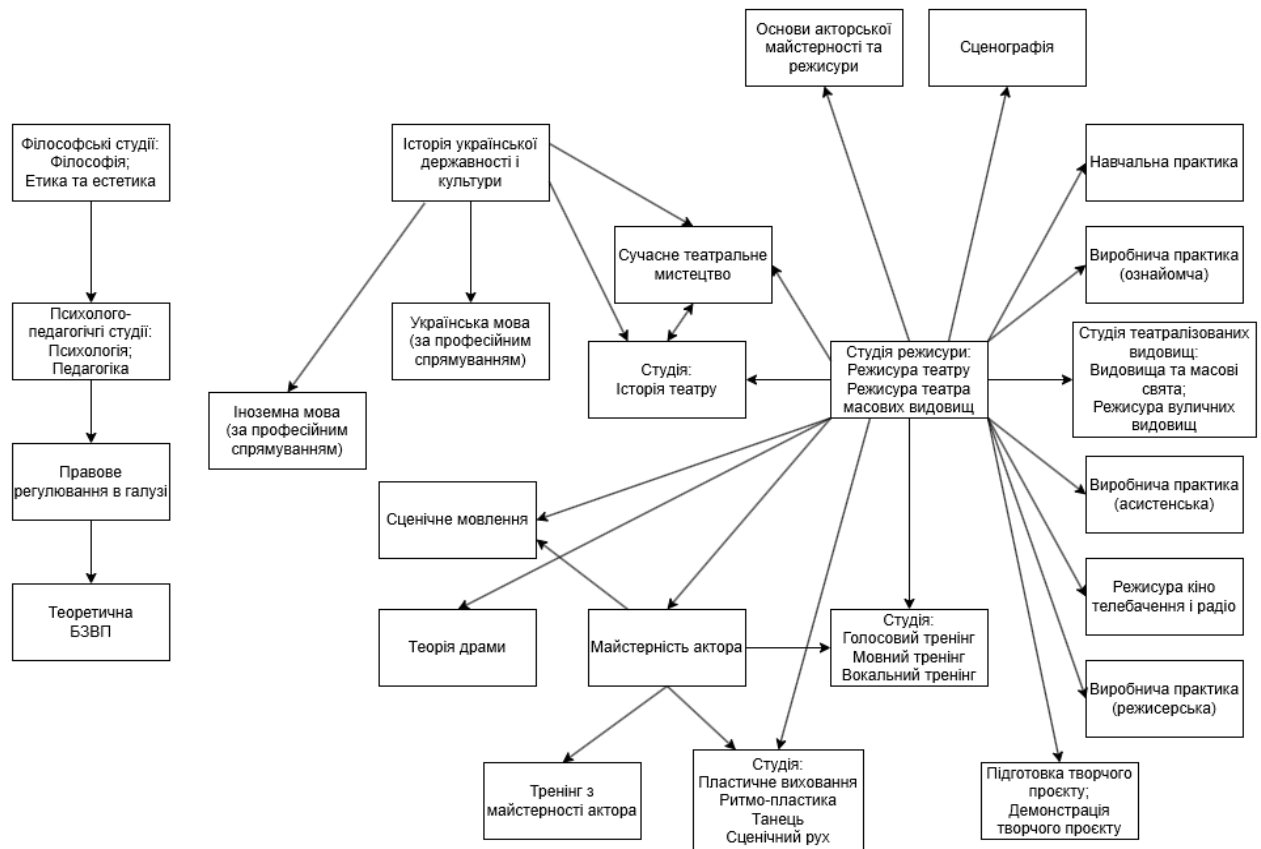 Основи акторської
майстерності та
режисури
Сценографія
Філософські студії:
Філософія;
Етика та естетика
Історія української
державності і
культури
Навчальна практика
Сучасне театральне
мистецтво
Виробнича практика
(ознайомча)
Психолого-
педагогічгі студії:
Психологія;
Педагогіка
Українська мова
(за професійним
спрямуванням)
Студія:
Історія театру
Студія режисури:
Режисура театру
Режисура театра
масових видовищ
Студія театралізованих
видовищ:
Видовища та масові
свята;
Режисура вуличних
видовищ
Іноземна мова
(за професійним
спрямуванням)
Правове
регулювання в галузі
Сценічне мовлення
Виробнича практика
(асистенська)
Теоретична
БЗВП
Теорія драми
Майстерність актора
Студія:
Голосовий тренінг
Мовний тренінг
Вокальний тренінг
Режисура кіно
телебачення і радіо
Виробнича практика
(режисерська)
Тренінг з
майстерності актора
Студія:
Пластичне виховання
Ритмо-пластика
Танець
Сценічний рух
Підготовка творчого
проєкту;
Демонстрація
творчого проєкту